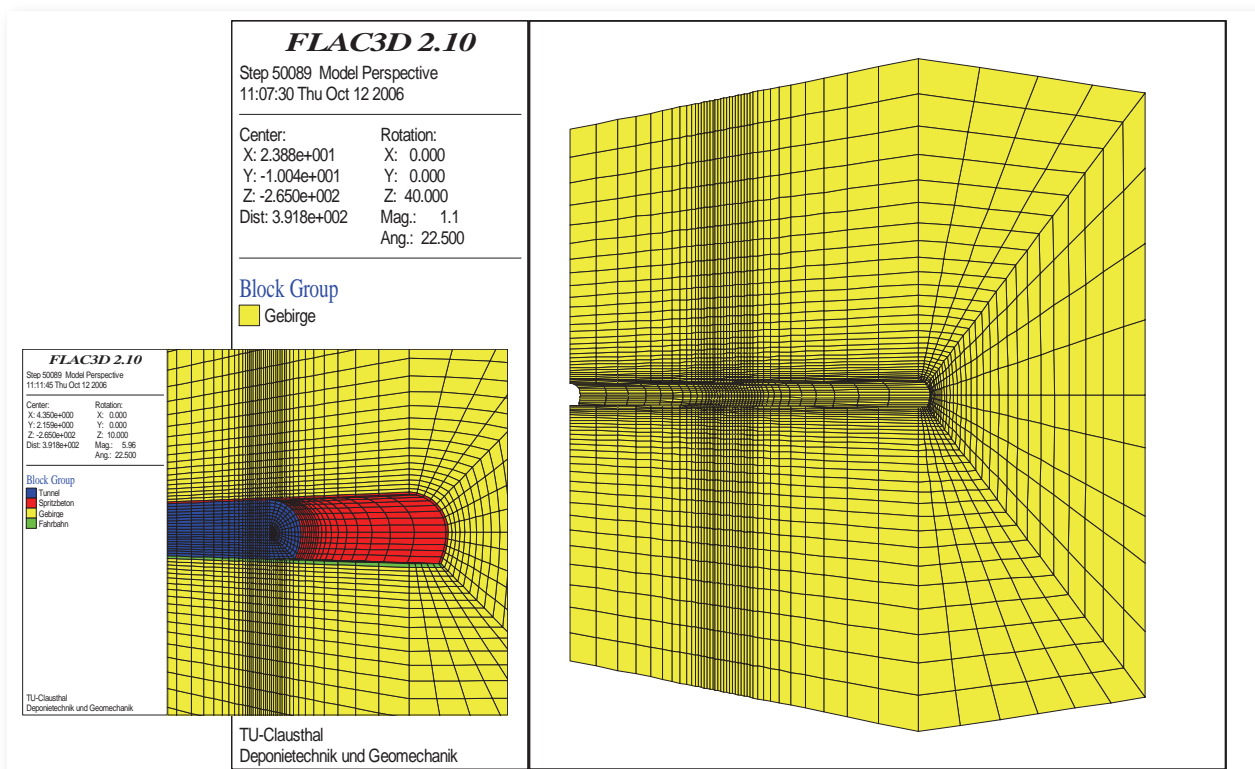 FLAC3D 2.10
Step 50089 Model Perspective
11:07:30 Thu Oct 12 2006
Center:
X: 2.388e+001
Y: -1.004e+001
Z: -2.650e+002
Dist: 3.918e+002
Rotation:
X: 0.000
Y: 0.000
Z: 40.000
Mag.: 1.1
Ang.: 22.500
Block Group
Gebirge
FLAC3D 2.10
Step 50089 Model Perspective
11:11:45 Thu Oct 12 2006
Center:
X: 4.350e+000
Y: 2.159e+000
Z: -2.650e+002
Dist: 3.918e+002
Rotation:
X: 0.000
Y: 0.000
Z: 10.000
Mag.: 5.96
Ang.: 22.500
Block Group
Tunnel
Spritzbeton
Gebirge
Fahrbahn
TU-Clausthal
Deponietechnik und Geomechanik
TU-Clausthal
Deponietechnik und Geomechanik